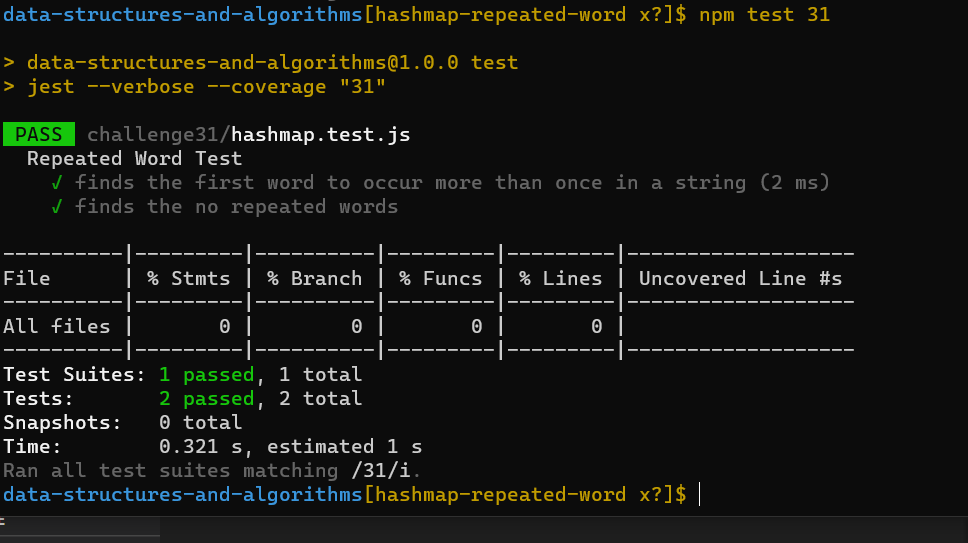 data-structures-and-algorithms[hashmap-repeated-word x?]$ npm test 31
> data-structures-and-algorithms@1.0.0 test
> jest --verbose --coverage "31"
PASS challenge31/hashmap.test.js
Repeated Word Test
√ finds the first word to occur more than once in a string (2 ms)
√ finds the no repeated words
----------|---------|----------|---------|---------|-------------------
File      | % Stmts | % Branch | % Funcs | % Lines | Uncovered Line #s
----------|---------|----------|---------|---------|-------------------
All files |       0 |        0 |       0 |       0 |
----------|---------|----------|---------|---------|-------------------
Test Suites: 1 passed, 1 total
Tests:       2 passed, 2 total
Snapshots:   0 total
Time:        0.321 s, estimated 1 s
Ran all test suites matching /31/i.
data-structures-and-algorithms[hashmap-repeated-word x?]$